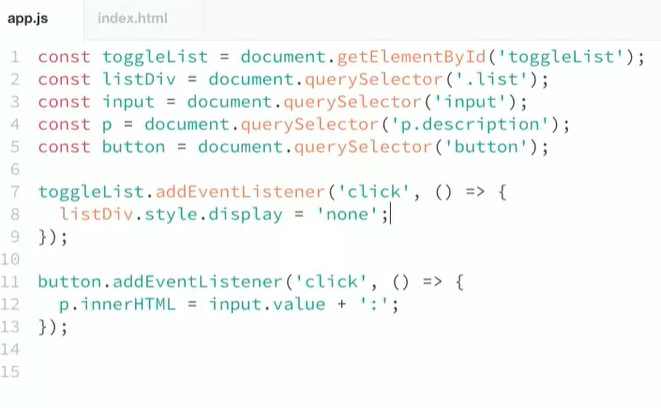 app.js index.html
1 const toggleList = document.getElementById('toggleList');
2 const listDiv = document.querySelector('.list');
3 const input = document.querySelector('input');
4 const p = document.querySelector('p.description');
5 const button = document.querySelector('button');
6
7 toggleList.addEventListener('click', () => {
8   listDiv.style.display = 'none';
9 });
10
11 button.addEventListener('click', () => {
12   p.innerHTML = input.value + ':';
13 });
14
15